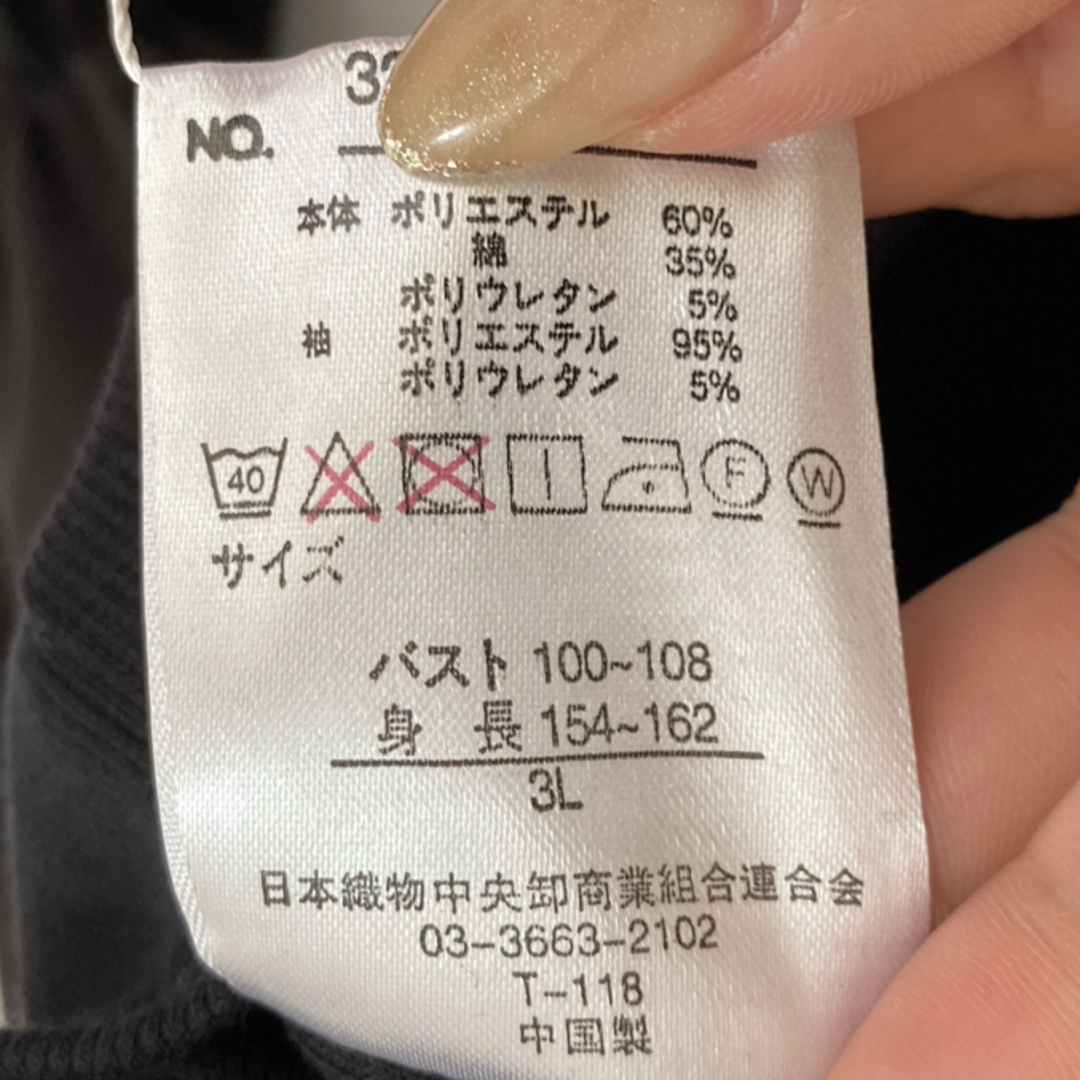 NO.
本体 ポリエステル 60%
綿 35%
ポリウレタン 5%
袖 ポリエステル 95%
ポリウレタン 5%
40 F W
サイズ
バスト 100~108
身 長 154~162
3L
日本織物中央卸商業組合連合会
03-3663-2102
T-118
中国製